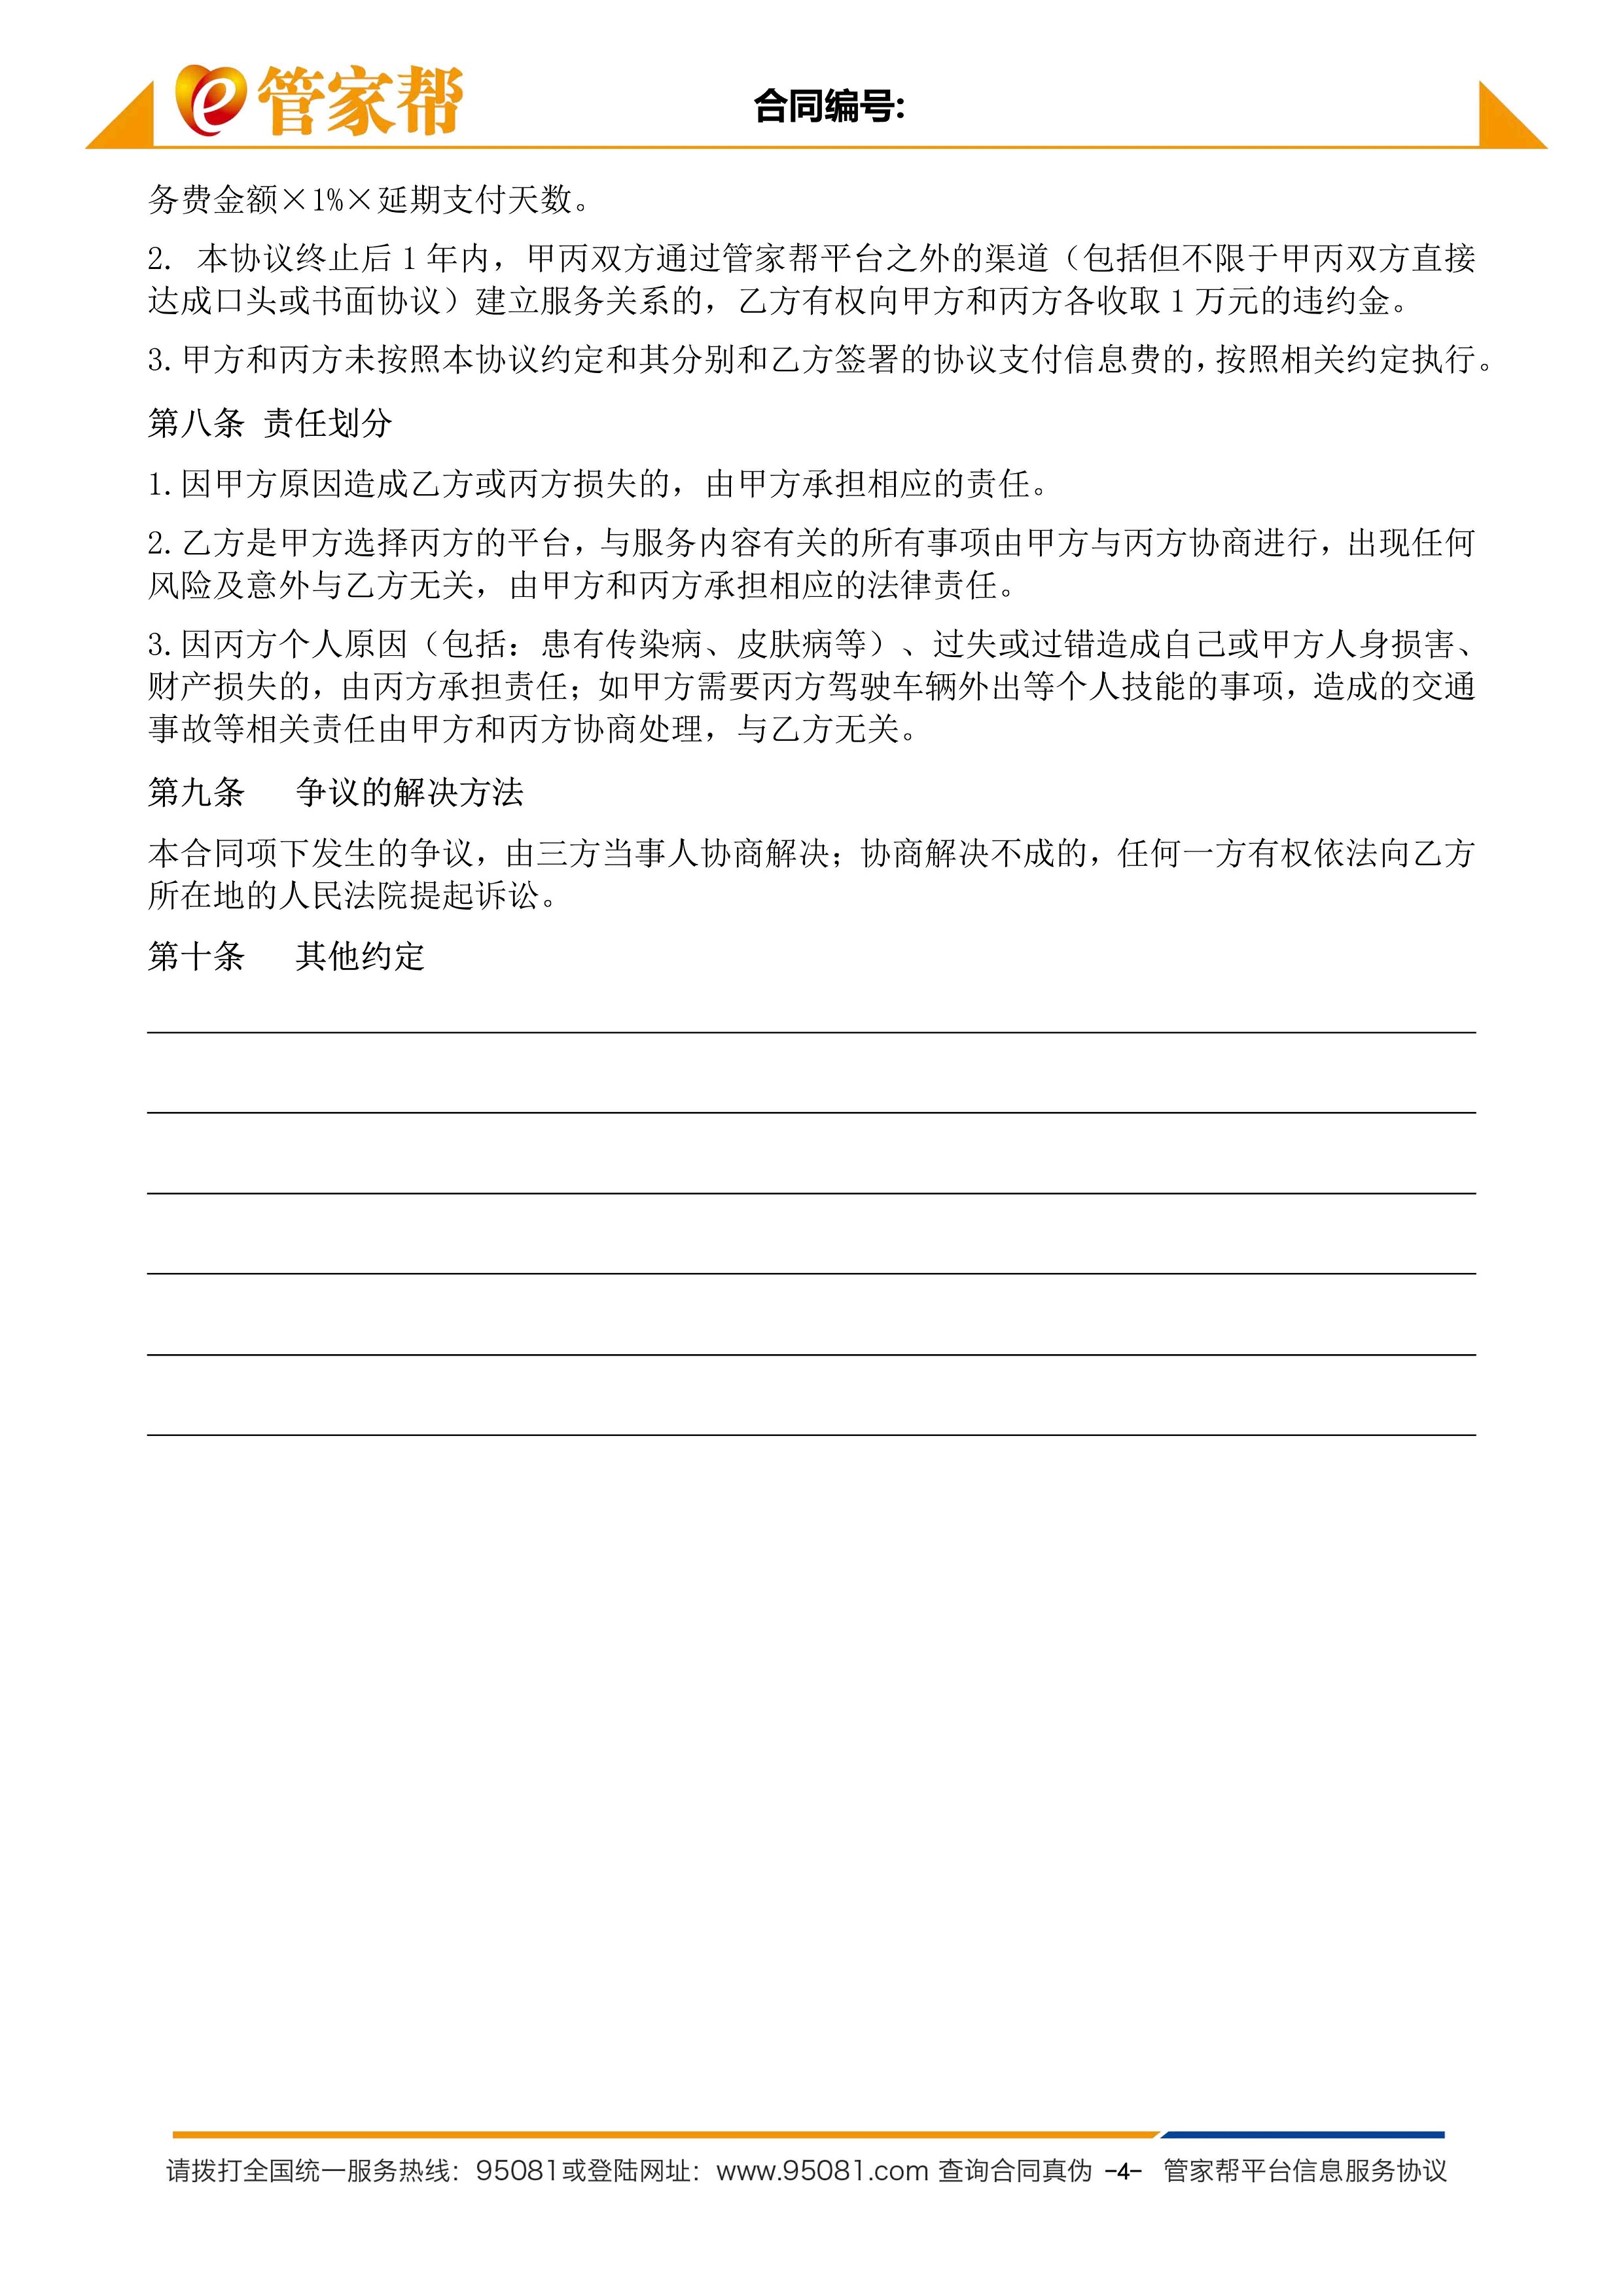 e管家帮
合同编号:
务费金额×1%×延期支付天数。
2. 本协议终止后 1 年内，甲丙双方通过管家帮平台之外的渠道（包括但不限于甲丙双方直接
达成口头或书面协议）建立服务关系的，乙方有权向甲方和丙方各收取 1 万元的违约金。
3.甲方和丙方未按照本协议约定和其分别和乙方签署的协议支付信息费的，按照相关约定执行。
第八条 责任划分
1.因甲方原因造成乙方或丙方损失的，由甲方承担相应的责任。
2.乙方是甲方选择丙方的平台，与服务内容有关的所有事项由甲方与丙方协商进行，出现任何
风险及意外与乙方无关，由甲方和丙方承担相应的法律责任。
3.因丙方个人原因（包括：患有传染病、皮肤病等）、过失或过错造成自己或甲方人身损害、
财产损失的，由丙方承担责任；如甲方需要丙方驾驶车辆外出等个人技能的事项，造成的交通
事故等相关责任由甲方和丙方协商处理，与乙方无关。
第九条 争议的解决方法
本合同项下发生的争议，由三方当事人协商解决；协商解决不成的，任何一方有权依法向乙方
所在地的人民法院提起诉讼。
第十条 其他约定
请拨打全国统一服务热线：95081或登陆网址：www.95081.com 查询合同真伪 -4- 管家帮平台信息服务协议